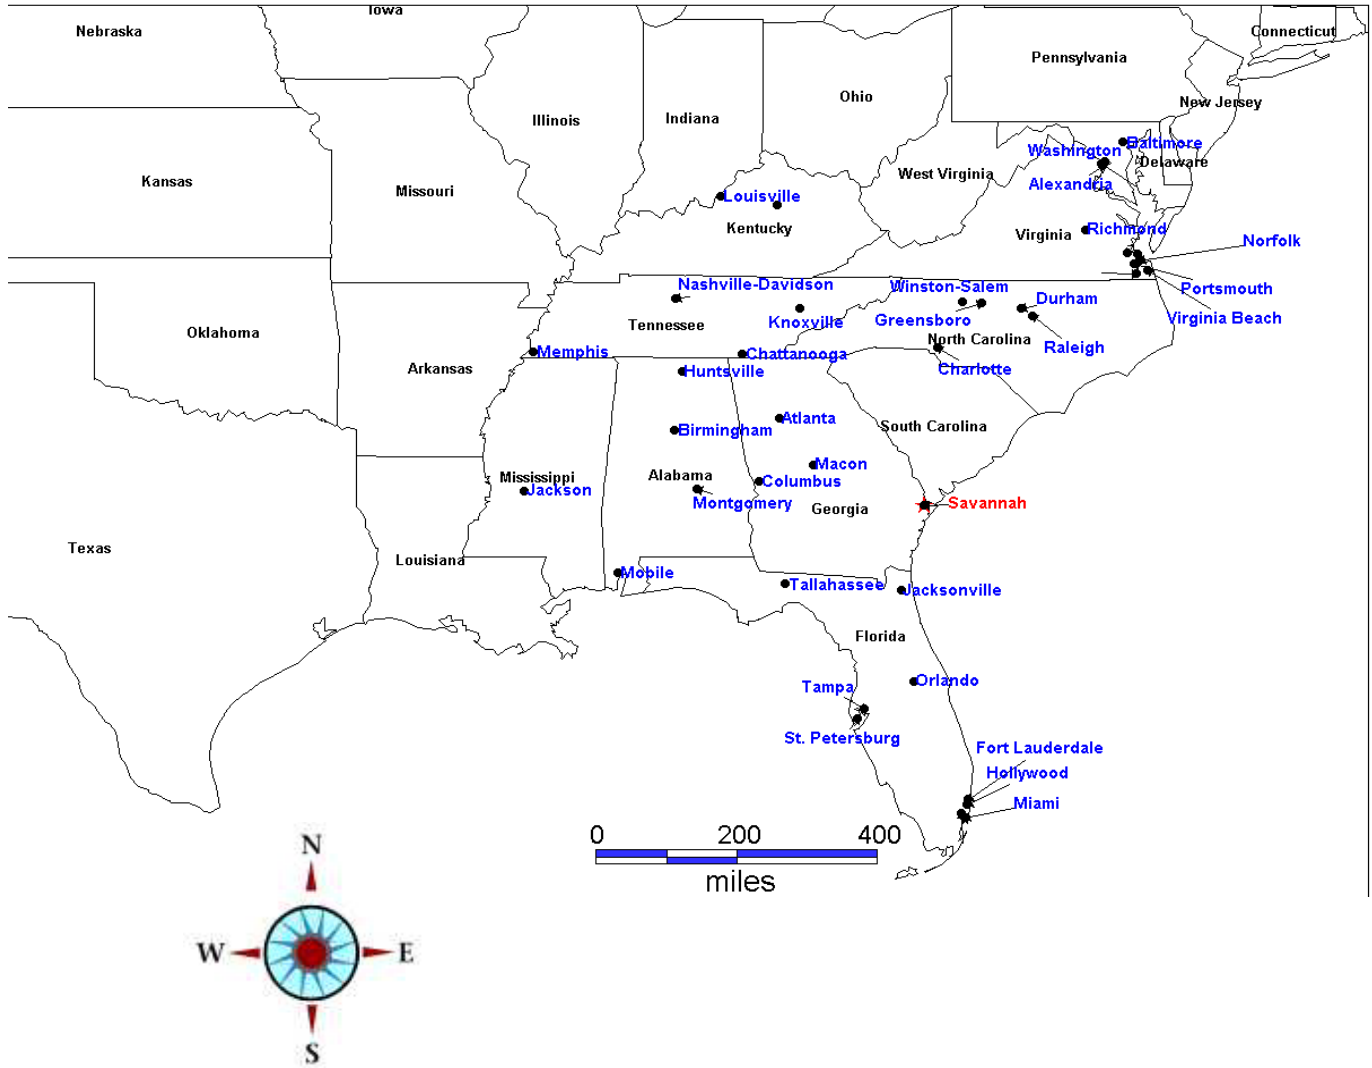 Iowa
Nebraska
Connecticut
Pennsylvania
Ohio
New Jersey
Indiana
Illinois
Baltimore
Washington
Delaware
West Virginia
Kansas
Alexandria
Missouri
Louisville
Kentucky
Richmond
Virginia
Norfolk
Nashville-Davidson
Winston-Salem
Portsmouth
Durham
Virginia Beach
Knoxville
Greensboro
Tennessee
Oklahoma
North Carolina
Raleigh
Memphis
Chattanooga
Arkansas
Charlotte
Huntsville
Atlanta
South Carolina
Birmingham
Macon
Mississippi
Alabama
Columbus
Jackson
Montgomery
Georgia
Savannah
Texas
Louisiana
Mobile
Tallahassee
Jacksonville
Florida
Orlando
Tampa
St. Petersburg
Fort Lauderdale
Hollywood
Miami
0 200 400
miles
N
W E
S